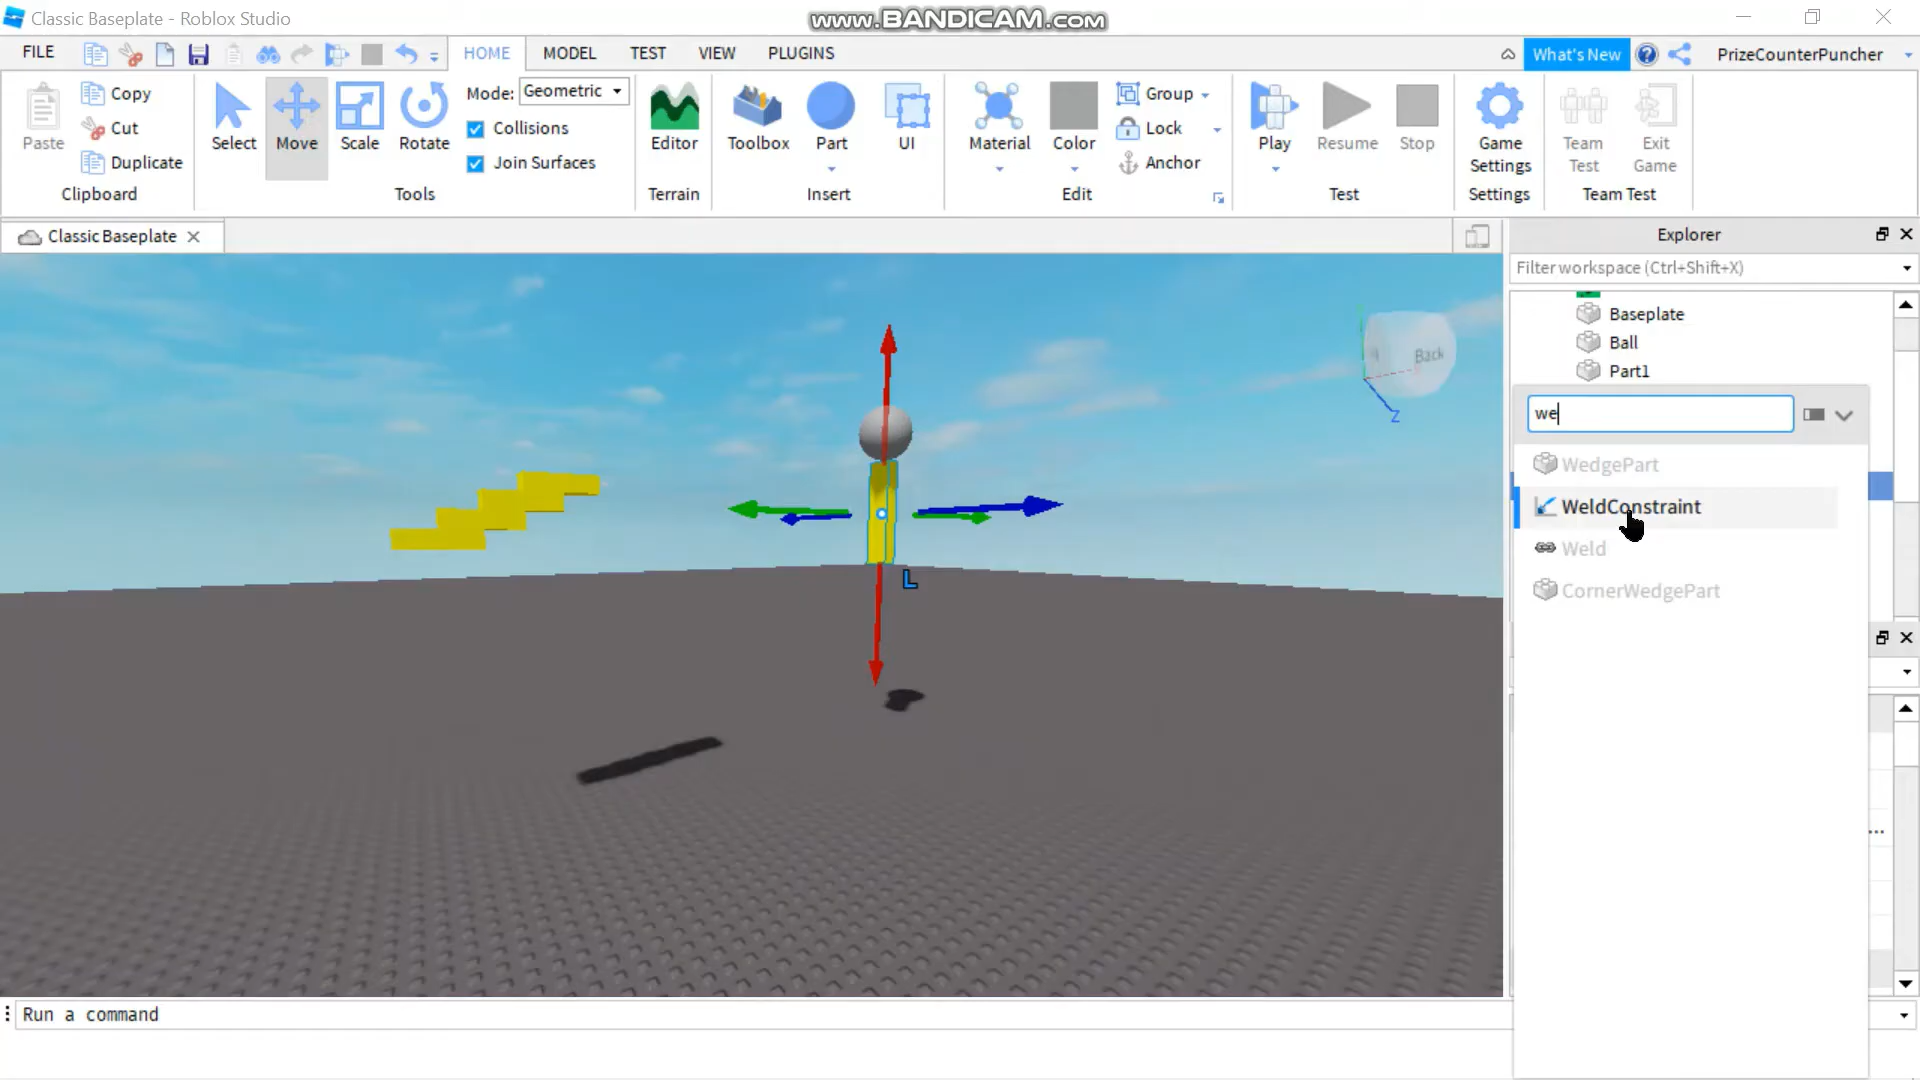 Classic Baseplate - Roblox Studio
www.BANDICAM.com
FILE
HOME
MODEL
TEST
VIEW
PLUGINS
What's New
PrizeCounterPuncher
Paste
Copy
Cut
Duplicate
Clipboard
Select
Move
Scale
Rotate
Mode: Geometric
Collisions
Join Surfaces
Tools
Editor
Terrain
Toolbox
Part
UI
Insert
Material
Color
Group
Lock
Anchor
Edit
Play
Resume
Stop
Test
Game
Settings
Settings
Team
Test
Exit
Game
Team Test
Classic Baseplate
Explorer
Filter workspace (Ctrl+Shift+X)
Baseplate
Ball
Part1
we
WedgePart
WeldConstraint
Weld
CornerWedgePart
Back
Z
L
Run a command